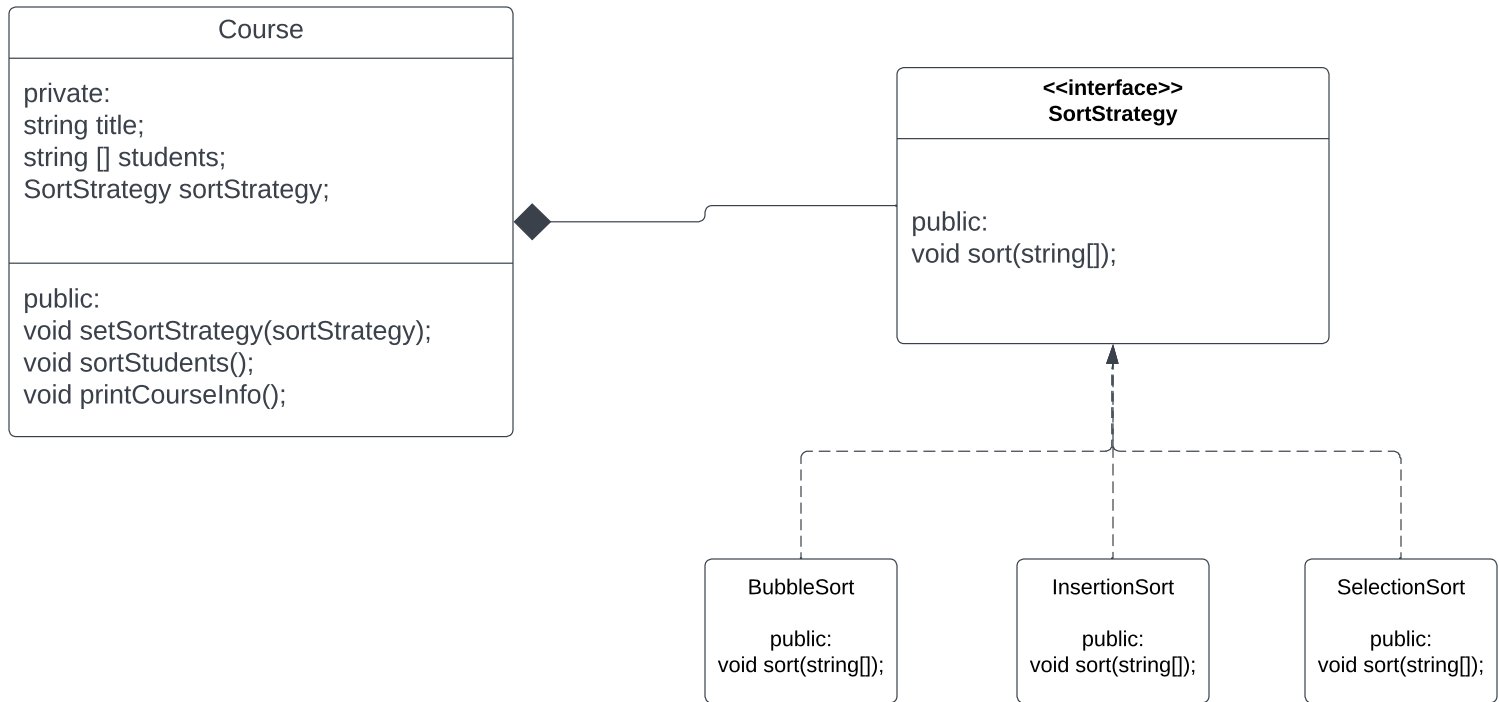 Course
private:
string title;
string [] students;
SortStrategy sortStrategy;
public:
void setSortStrategy(sortStrategy);
void sortStudents();
void printCourseInfo();
<<interface>>
SortStrategy
public:
void sort(string[]);
BubbleSort
public:
void sort(string[]);
InsertionSort
public:
void sort(string[]);
SelectionSort
public:
void sort(string[]);